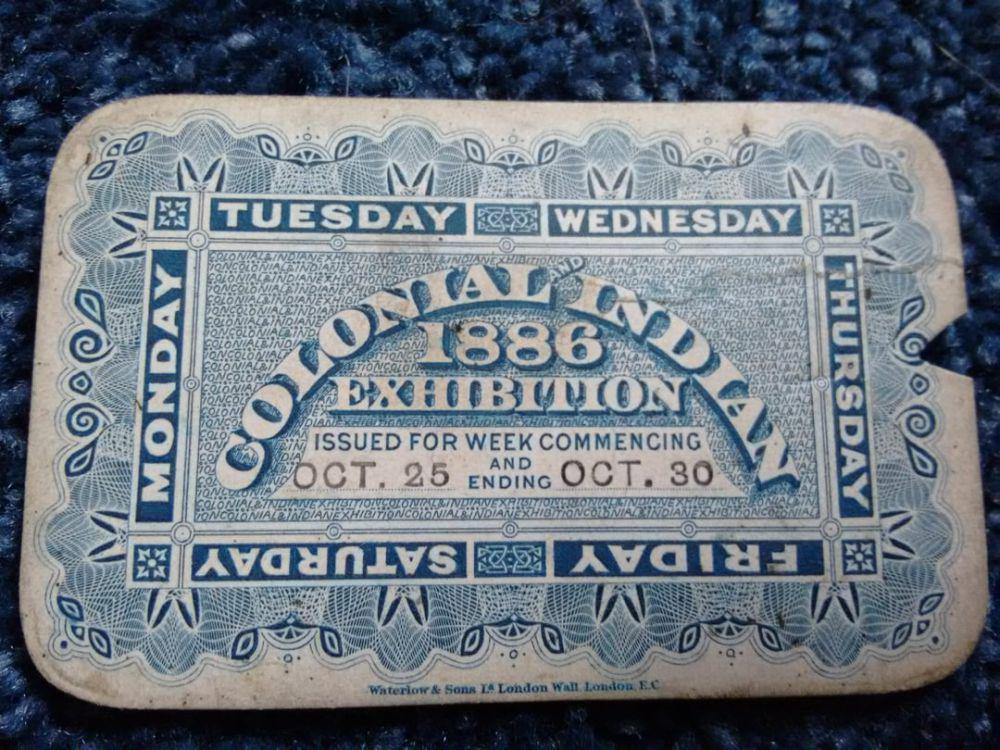 TUESDAY WEDNESDAY
MONDAY
THURSDAY
COLONIAL AND INDIAN
1886
EXHIBITION
ISSUED FOR WEEK COMMENCING
OCT. 25 AND ENDING OCT. 30
SATURDAY FRIDAY
Waterlow & Sons Ld London Wall, London, E.C